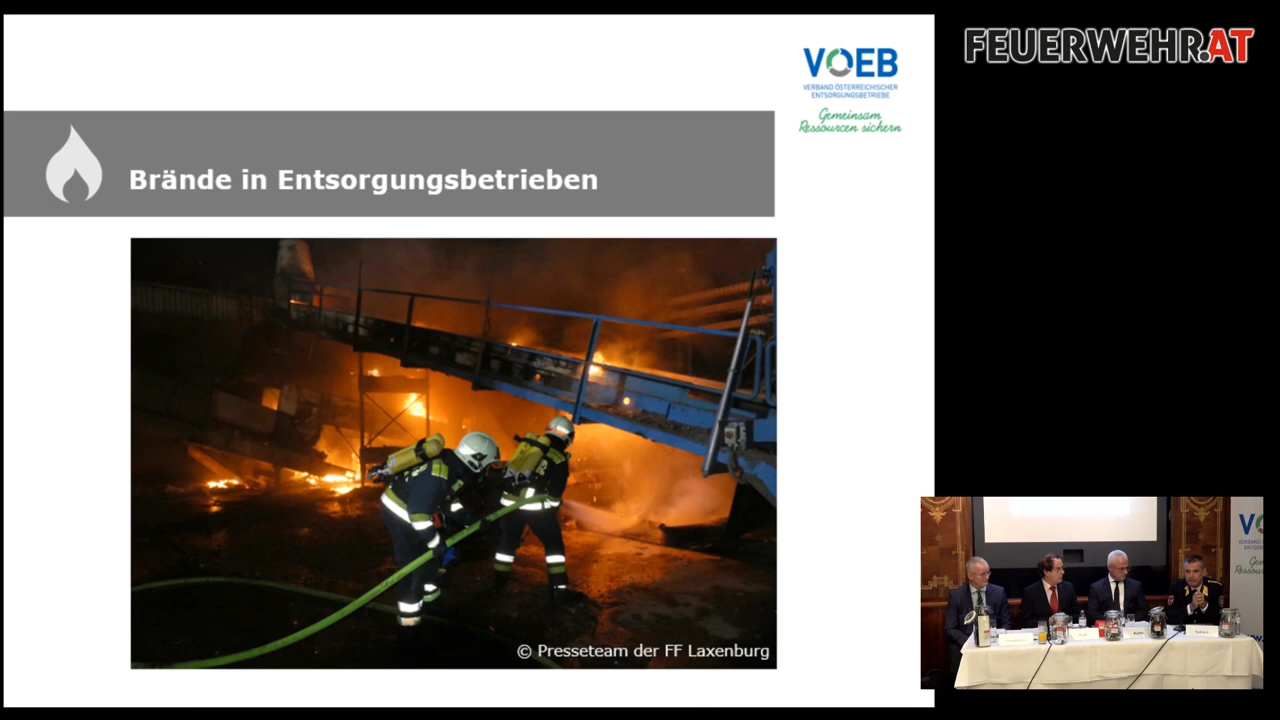 FEUERWEHR.AT
VOEB
VERBAND ÖSTERREICHISCHER
ENTSORGUNGSBETRIEBE
Gemeinsam
Ressourcen sichern
Brände in Entsorgungsbetrieben
© Presseteam der FF Laxenburg